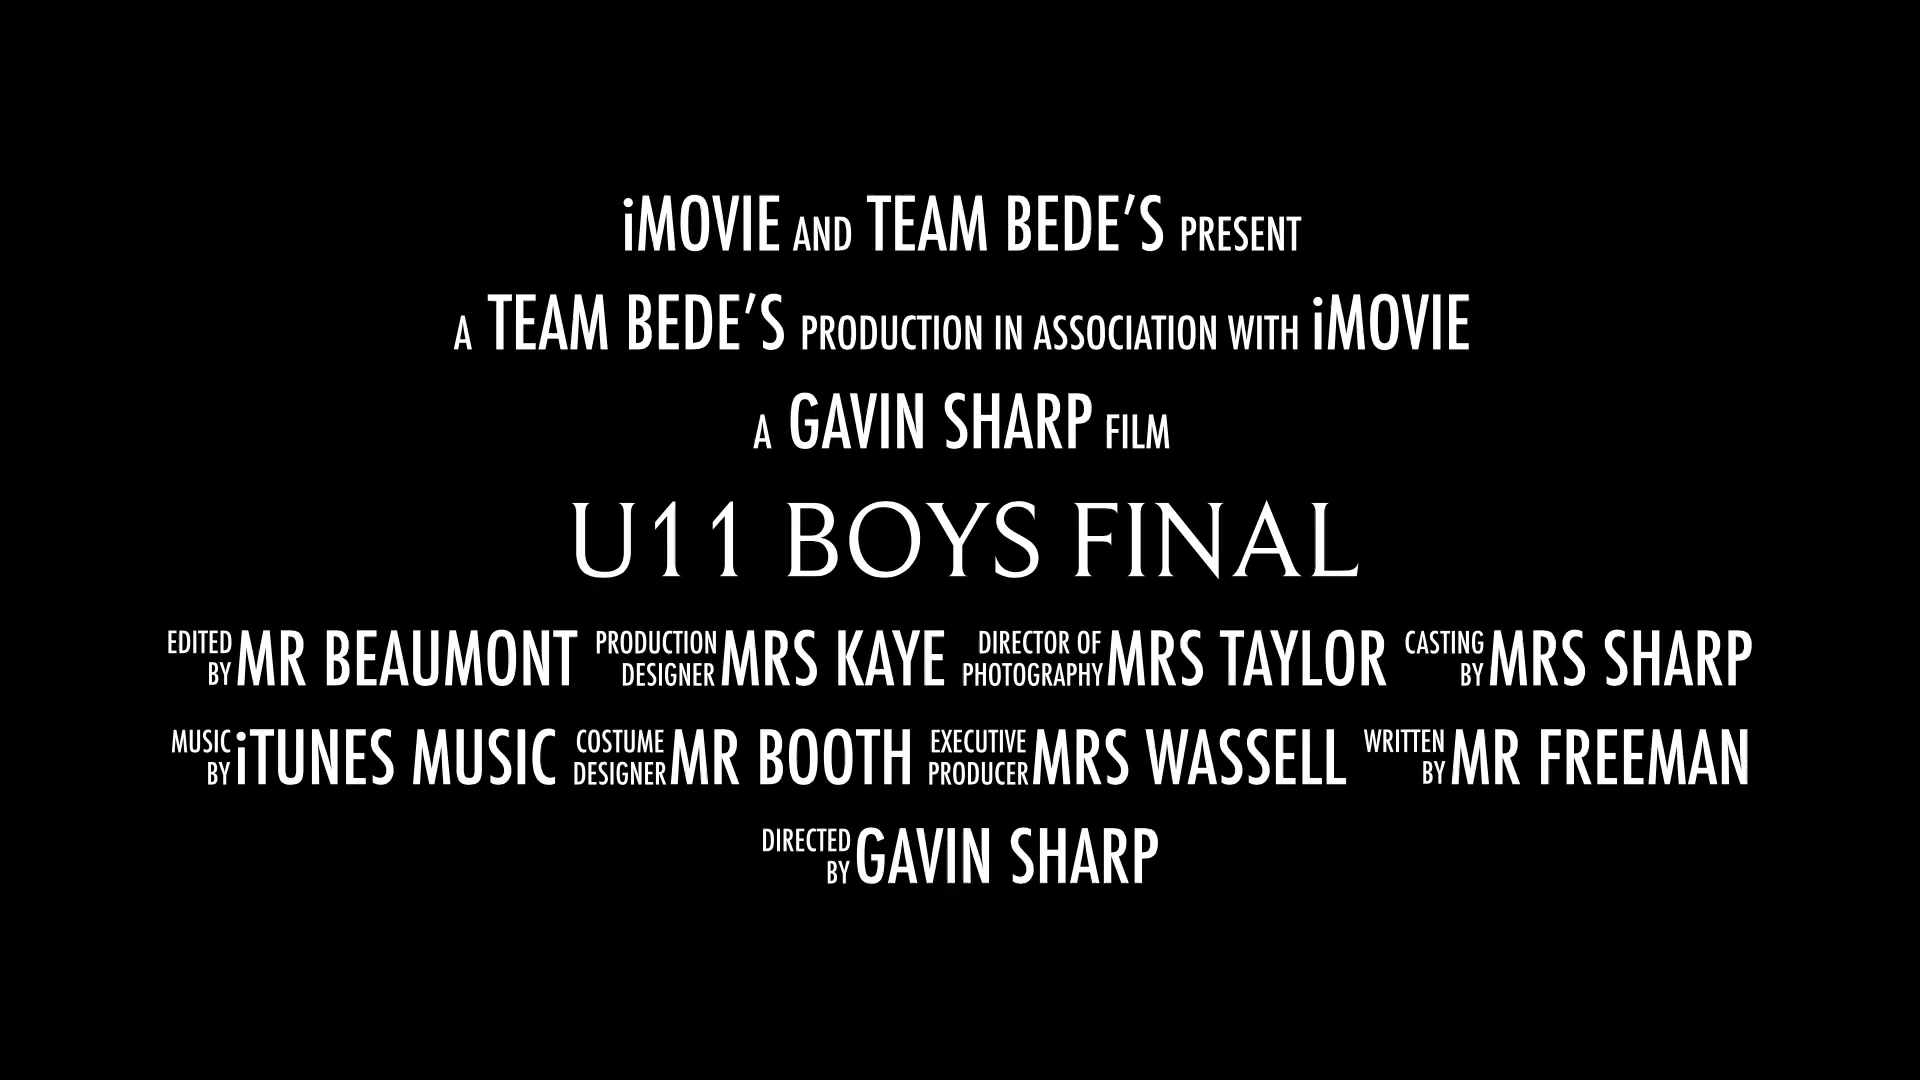 iMOVIE AND TEAM BEDE'S PRESENT
A TEAM BEDE'S PRODUCTION IN ASSOCIATION WITH iMOVIE
A GAVIN SHARP FILM
U11 BOYS FINAL
EDITED BY MR BEAUMONT PRODUCTION DESIGNER MRS KAYE DIRECTOR OF PHOTOGRAPHY MRS TAYLOR CASTING BY MRS SHARP
MUSIC BY iTUNES MUSIC COSTUME DESIGNER MR BOOTH EXECUTIVE PRODUCER MRS WASSELL WRITTEN BY MR FREEMAN
DIRECTED BY GAVIN SHARP